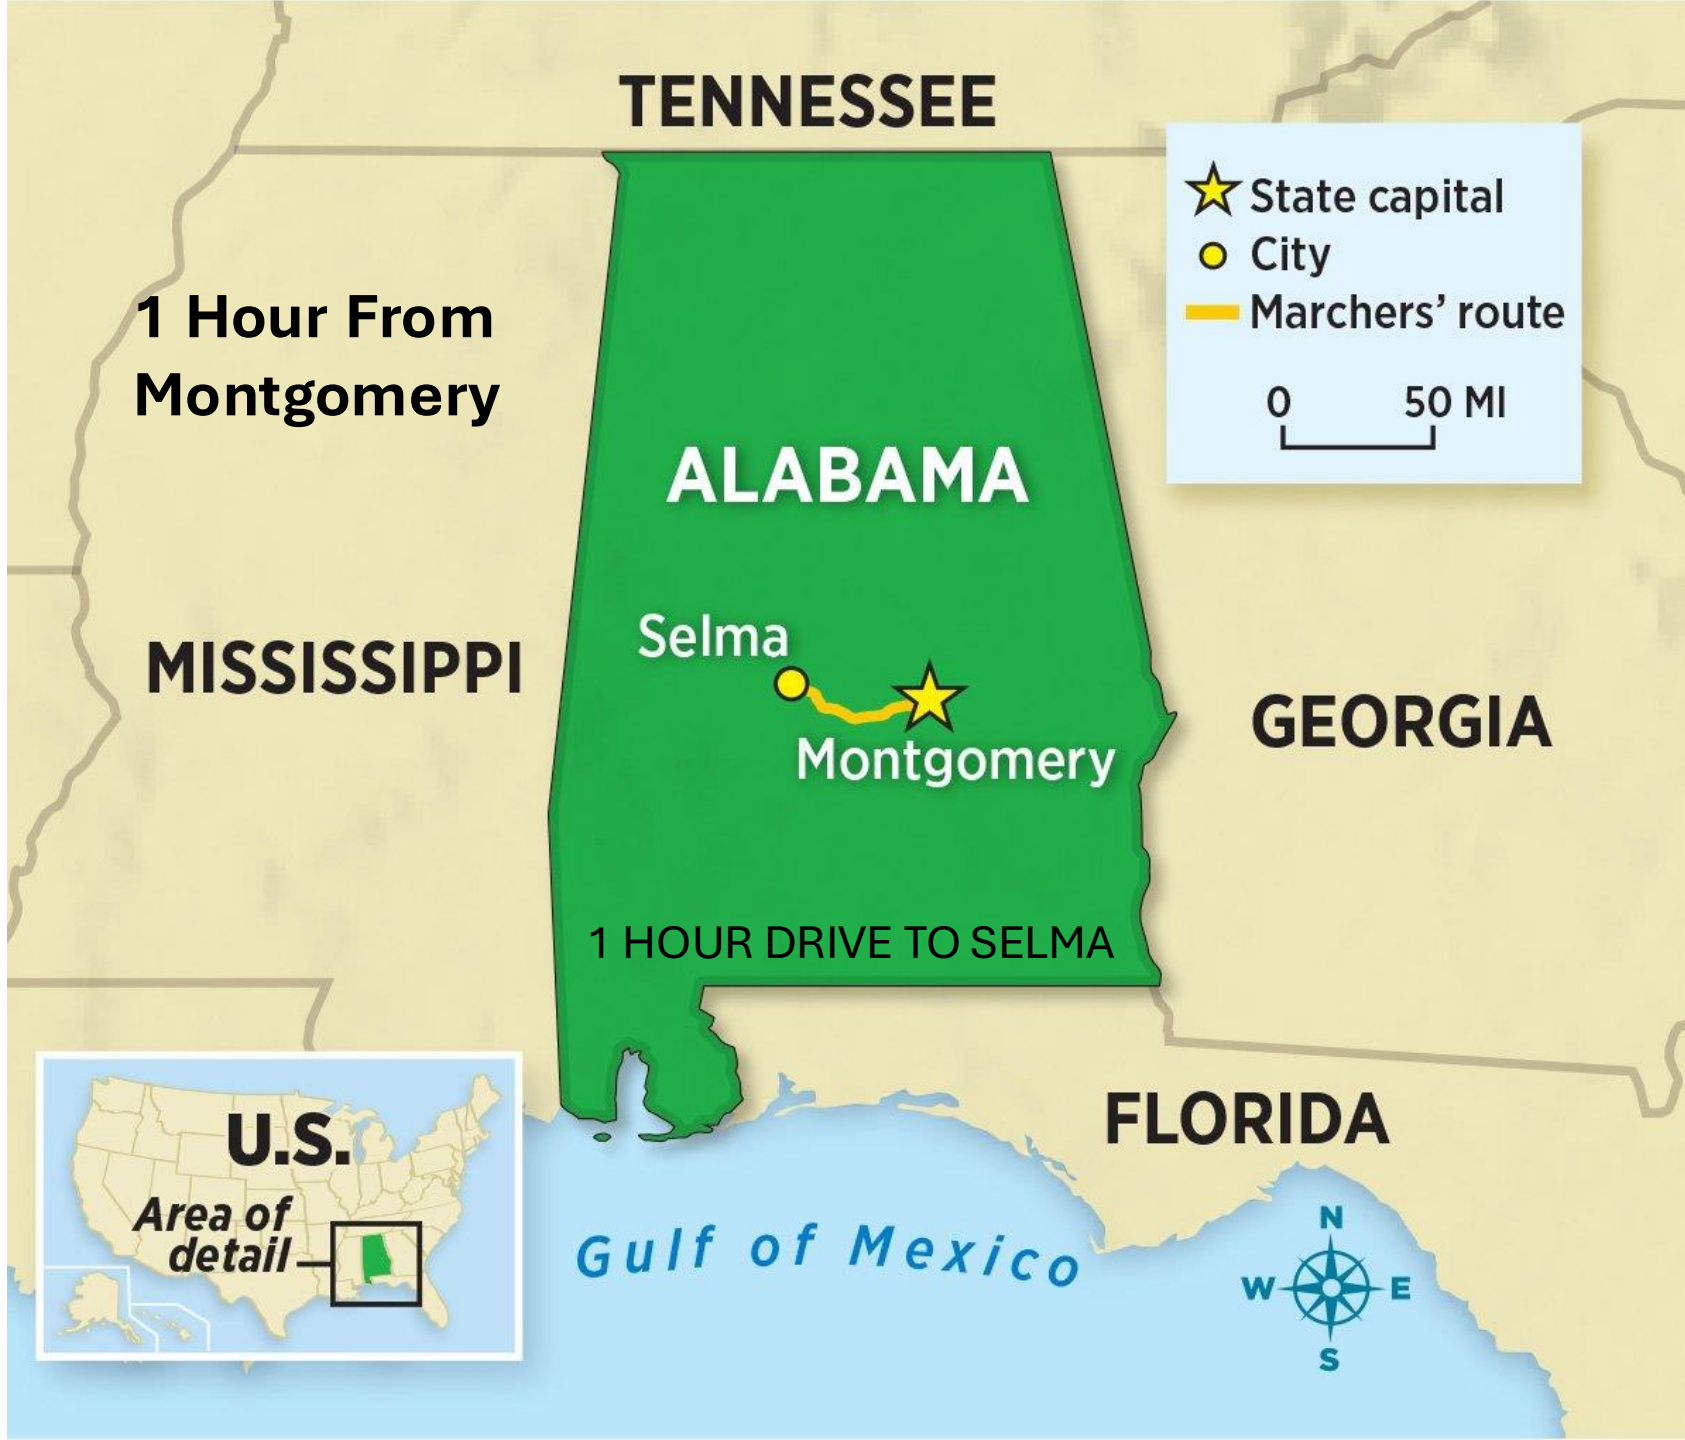 TENNESSEE
State capital
City
Marchers’ route
0 50 MI
1 Hour From
Montgomery
ALABAMA
Selma
MISSISSIPPI
GEORGIA
Montgomery
1 HOUR DRIVE TO SELMA
U.S.
Area of
detail
FLORIDA
Gulf of Mexico
N
W E
S